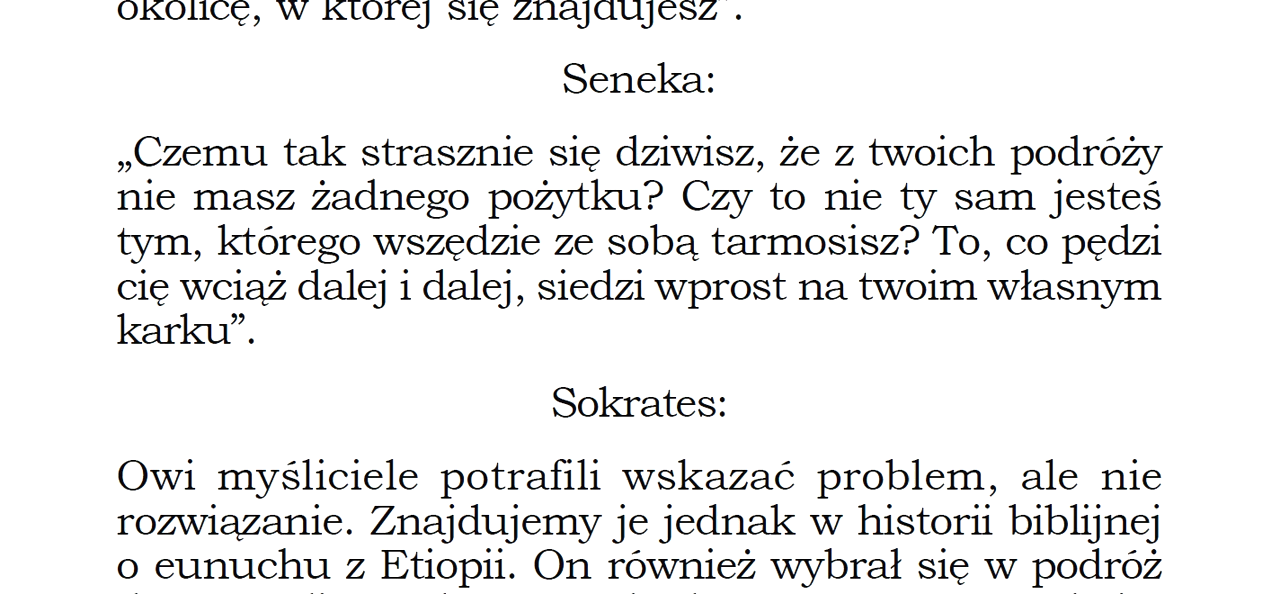 okolicę, w której się znajdujesz”.
Seneka:
„Czemu tak strasznie się dziwisz, że z twoich podróży
nie masz żadnego pożytku? Czy to nie ty sam jesteś
tym, którego wszędzie ze sobą tarmosisz? To, co pędzi
cię wciąż dalej i dalej, siedzi wprost na twoim własnym
karku”.
Sokrates:
Owi myśliciele potrafili wskazać problem, ale nie
rozwiązanie. Znajdujemy je jednak w historii biblijnej
o eunuchu z Etiopii. On również wybrał się w podróż